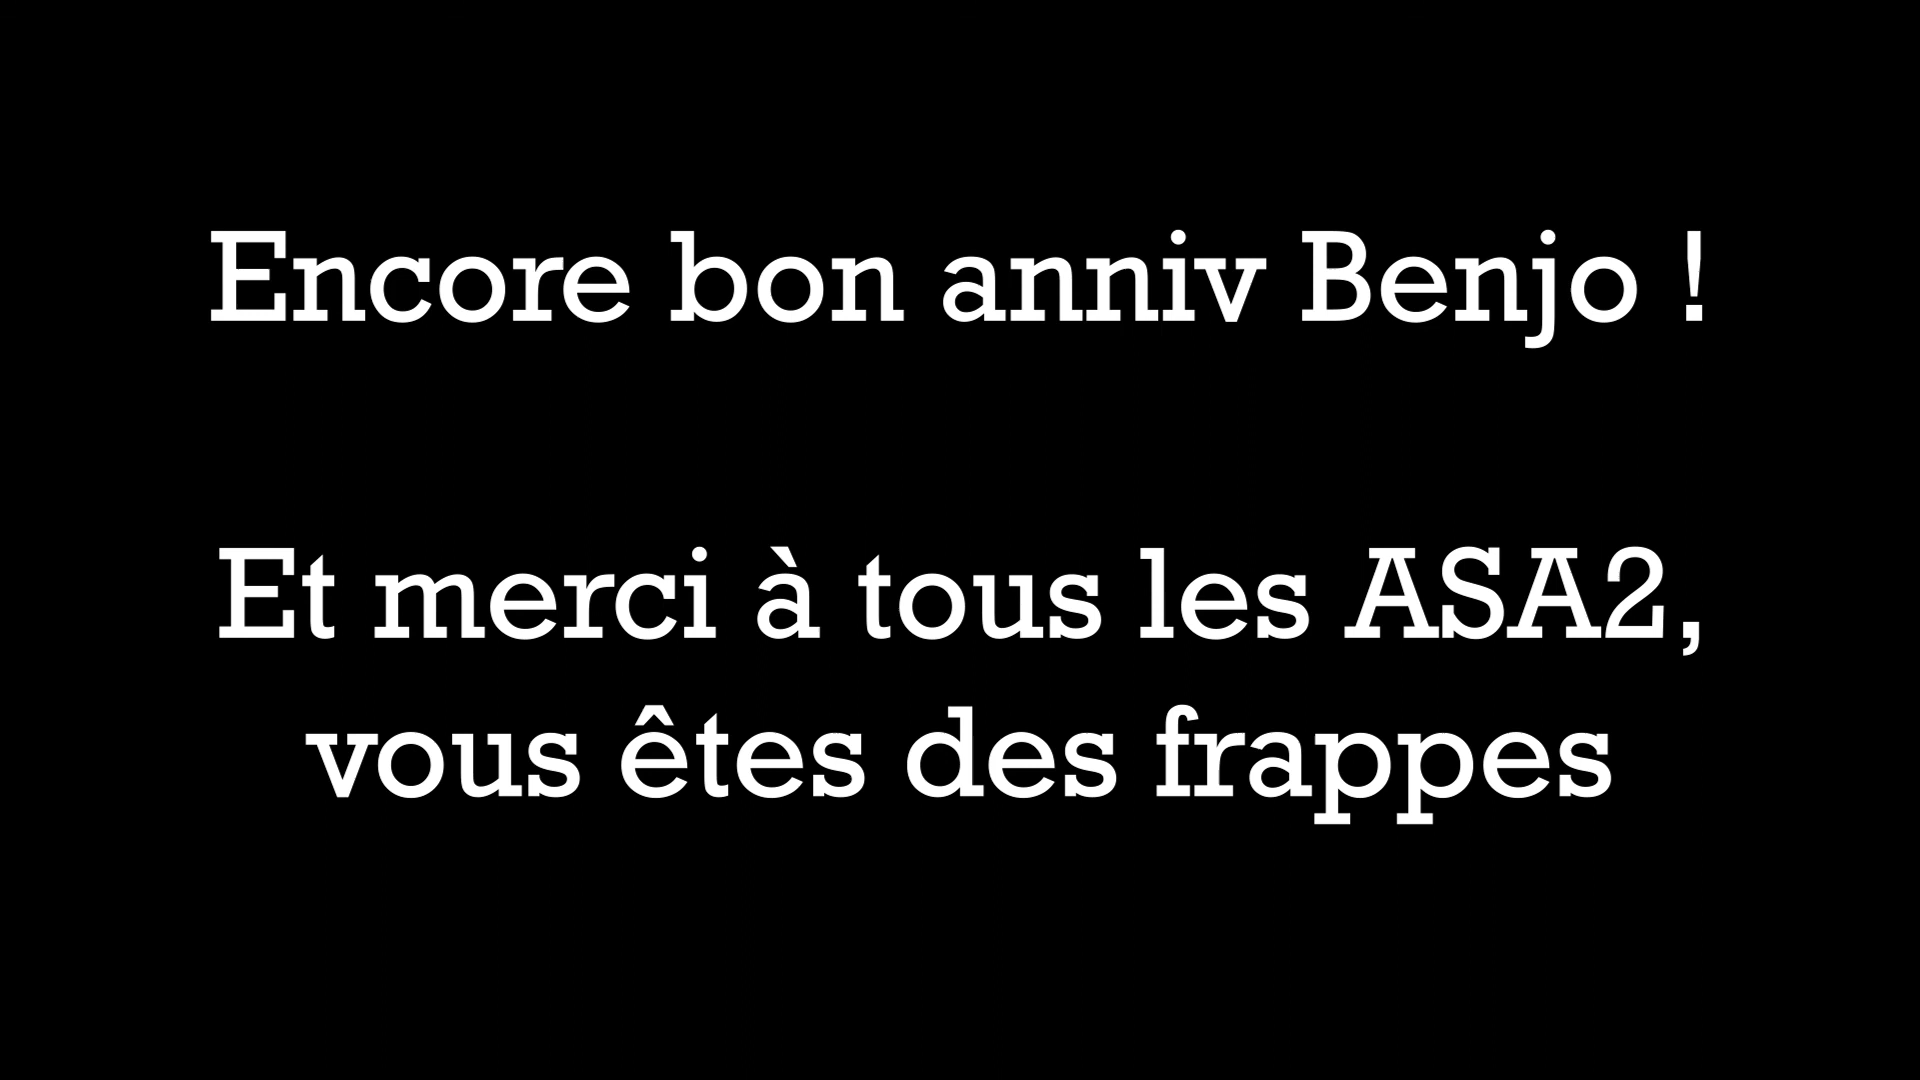 Encore bon anniv Benjo !
Et merci à tous les ASA2,
vous êtes des frappes